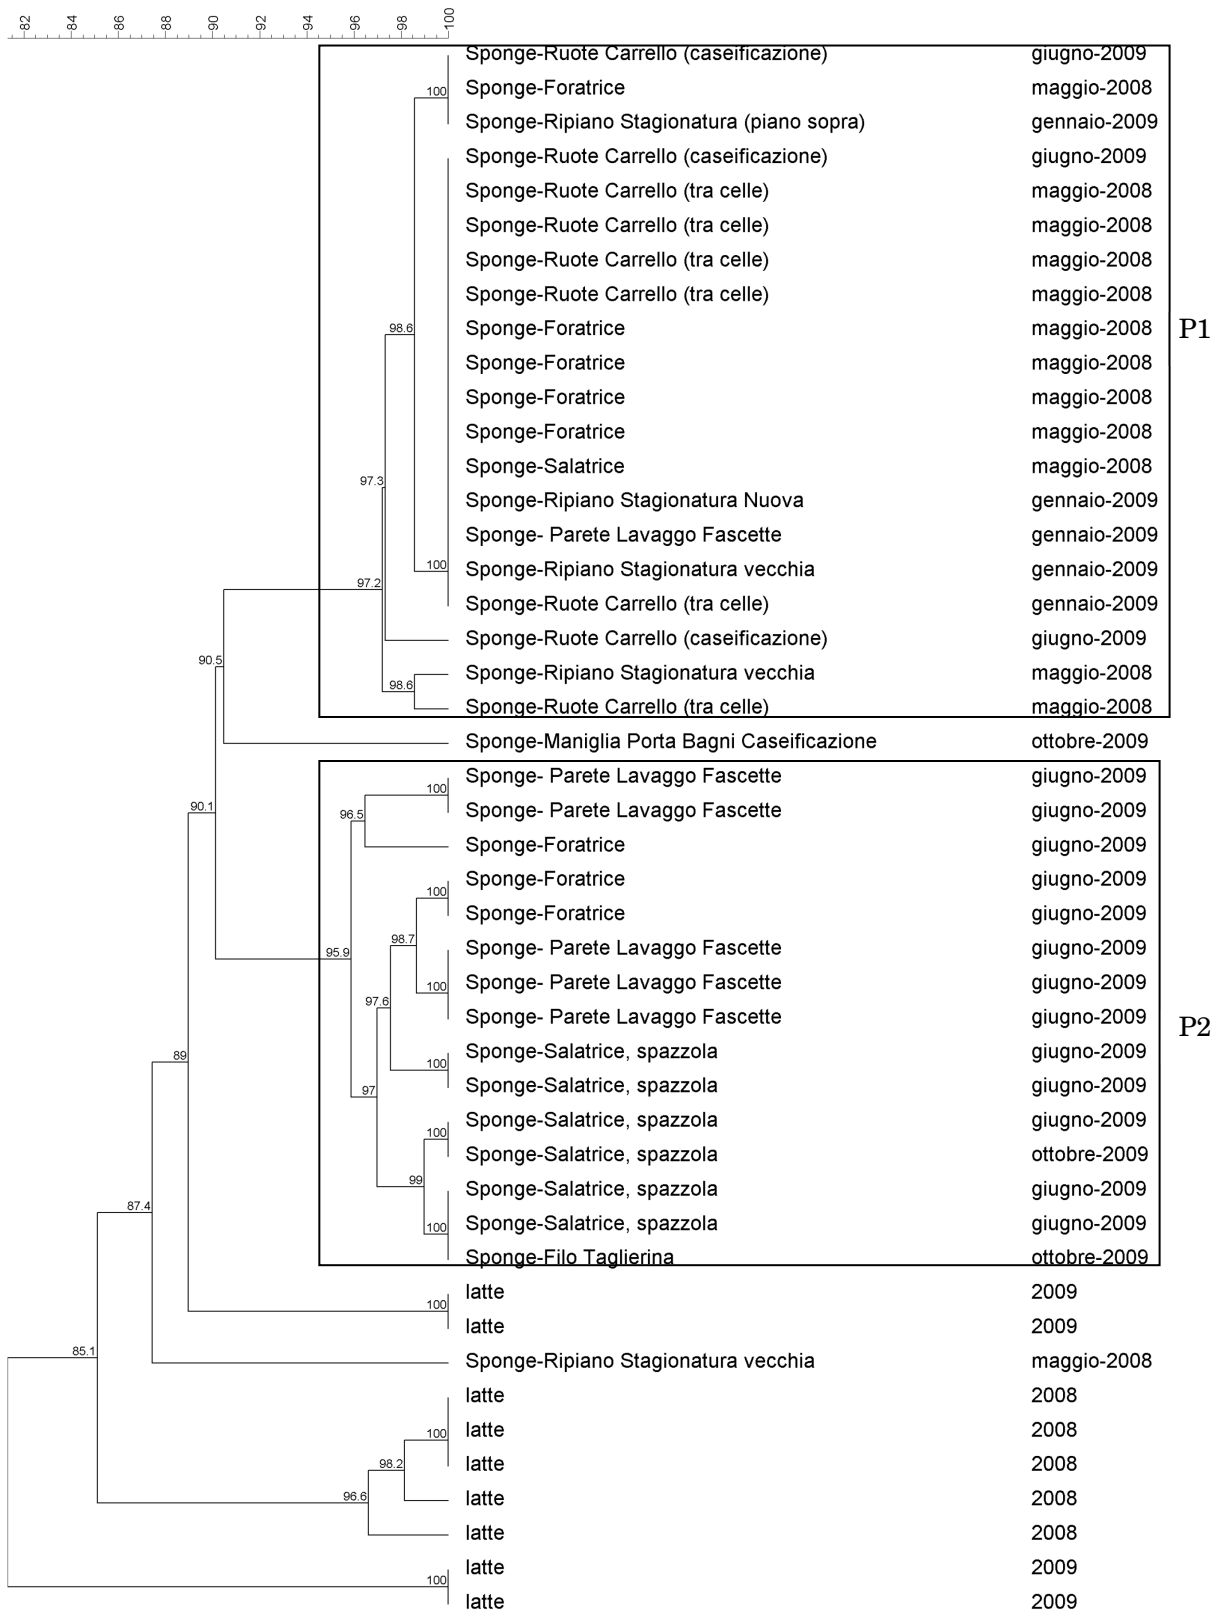 82 84 86 88 90 92 94 96 98 100
Sponge-Ruote Carrello (caseificazione) giugno-2009
100
Sponge-Foratrice maggio-2008
Sponge-Ripiano Stagionatura (piano sopra) gennaio-2009
Sponge-Ruote Carrello (caseificazione) giugno-2009
Sponge-Ruote Carrello (tra celle) maggio-2008
Sponge-Ruote Carrello (tra celle) maggio-2008
Sponge-Ruote Carrello (tra celle) maggio-2008
Sponge-Ruote Carrello (tra celle) maggio-2008
98.6 Sponge-Foratrice maggio-2008 P1
Sponge-Foratrice maggio-2008
Sponge-Foratrice maggio-2008
Sponge-Foratrice maggio-2008
Sponge-Salatrice maggio-2008
97.3
Sponge-Ripiano Stagionatura Nuova gennaio-2009
Sponge- Parete Lavaggo Fascette gennaio-2009
100 Sponge-Ripiano Stagionatura vecchia gennaio-2009
97.2
Sponge-Ruote Carrello (tra celle) gennaio-2009
Sponge-Ruote Carrello (caseificazione) giugno-2009
90.5
Sponge-Ripiano Stagionatura vecchia maggio-2008
98.6
Sponge-Ruote Carrello (tra celle) maggio-2008
Sponge-Maniglia Porta Bagni Caseificazione ottobre-2009
Sponge- Parete Lavaggo Fascette giugno-2009
100
90.1 Sponge- Parete Lavaggo Fascette giugno-2009
96.5
Sponge-Foratrice giugno-2009
Sponge-Foratrice giugno-2009
100
Sponge-Foratrice giugno-2009
98.7
Sponge- Parete Lavaggo Fascette giugno-2009
95.9
Sponge- Parete Lavaggo Fascette giugno-2009
100
97.6
Sponge- Parete Lavaggo Fascette giugno-2009
P2
89 Sponge-Salatrice, spazzola giugno-2009
100
Sponge-Salatrice, spazzola giugno-2009
97
Sponge-Salatrice, spazzola giugno-2009
100
Sponge-Salatrice, spazzola ottobre-2009
99
Sponge-Salatrice, spazzola giugno-2009
87.4
Sponge-Salatrice, spazzola giugno-2009
100
Sponge-Filo Taglierina ottobre-2009
latte 2009
100
latte 2009
85.1
Sponge-Ripiano Stagionatura vecchia maggio-2008
latte 2008
latte 2008
100
latte 2008
98.2
latte 2008
96.6
latte 2008
latte 2009
100
latte 2009